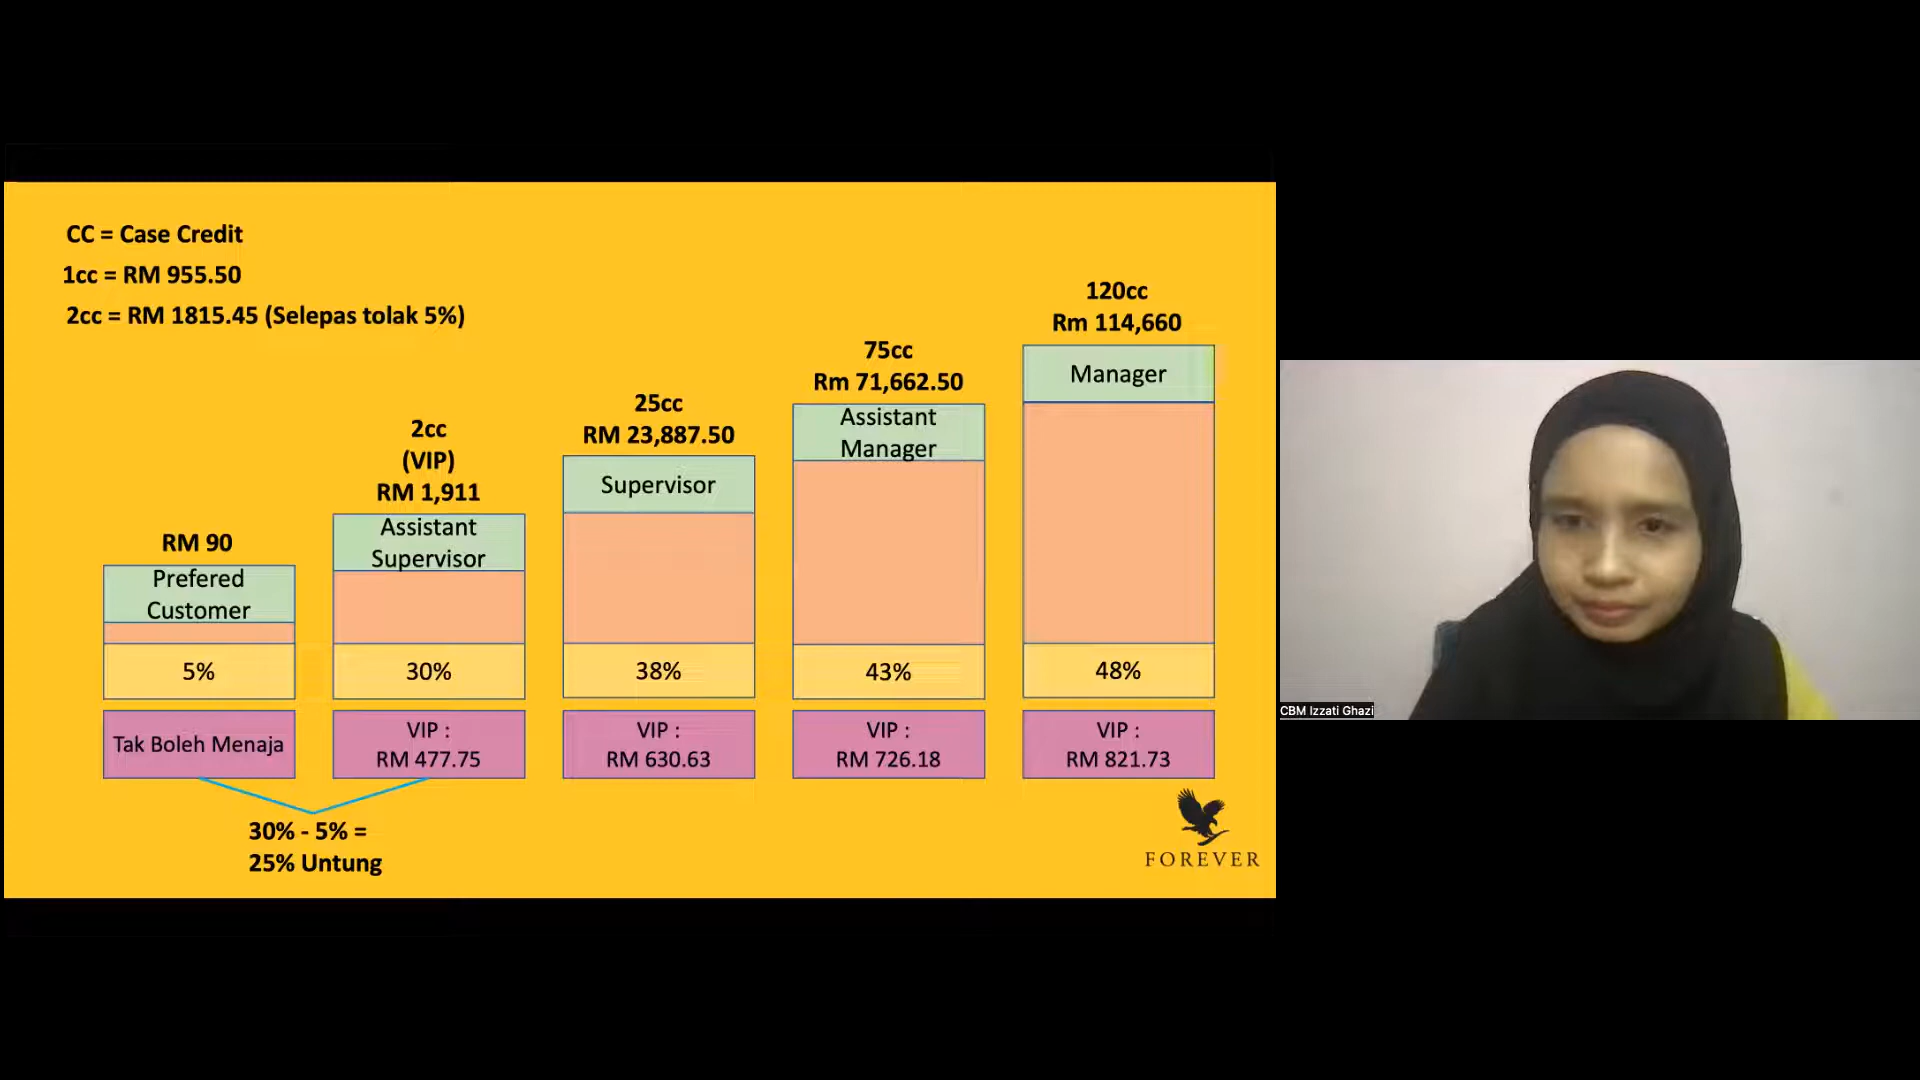 CC = Case Credit
1cc = RM 955.50
2cc = RM 1815.45 (Selepas tolak 5%)
RM 90
Prefered
Customer
5%
Tak Boleh Menaja
2cc
(VIP)
RM 1,911
Assistant
Supervisor
30%
VIP :
RM 477.75
25cc
RM 23,887.50
Supervisor
38%
VIP :
RM 630.63
75cc
Rm 71,662.50
Assistant
Manager
43%
VIP :
RM 726.18
120cc
Rm 114,660
Manager
48%
VIP :
RM 821.73
30% - 5% =
25% Untung
FOREVER
CBM Izzati Ghazi